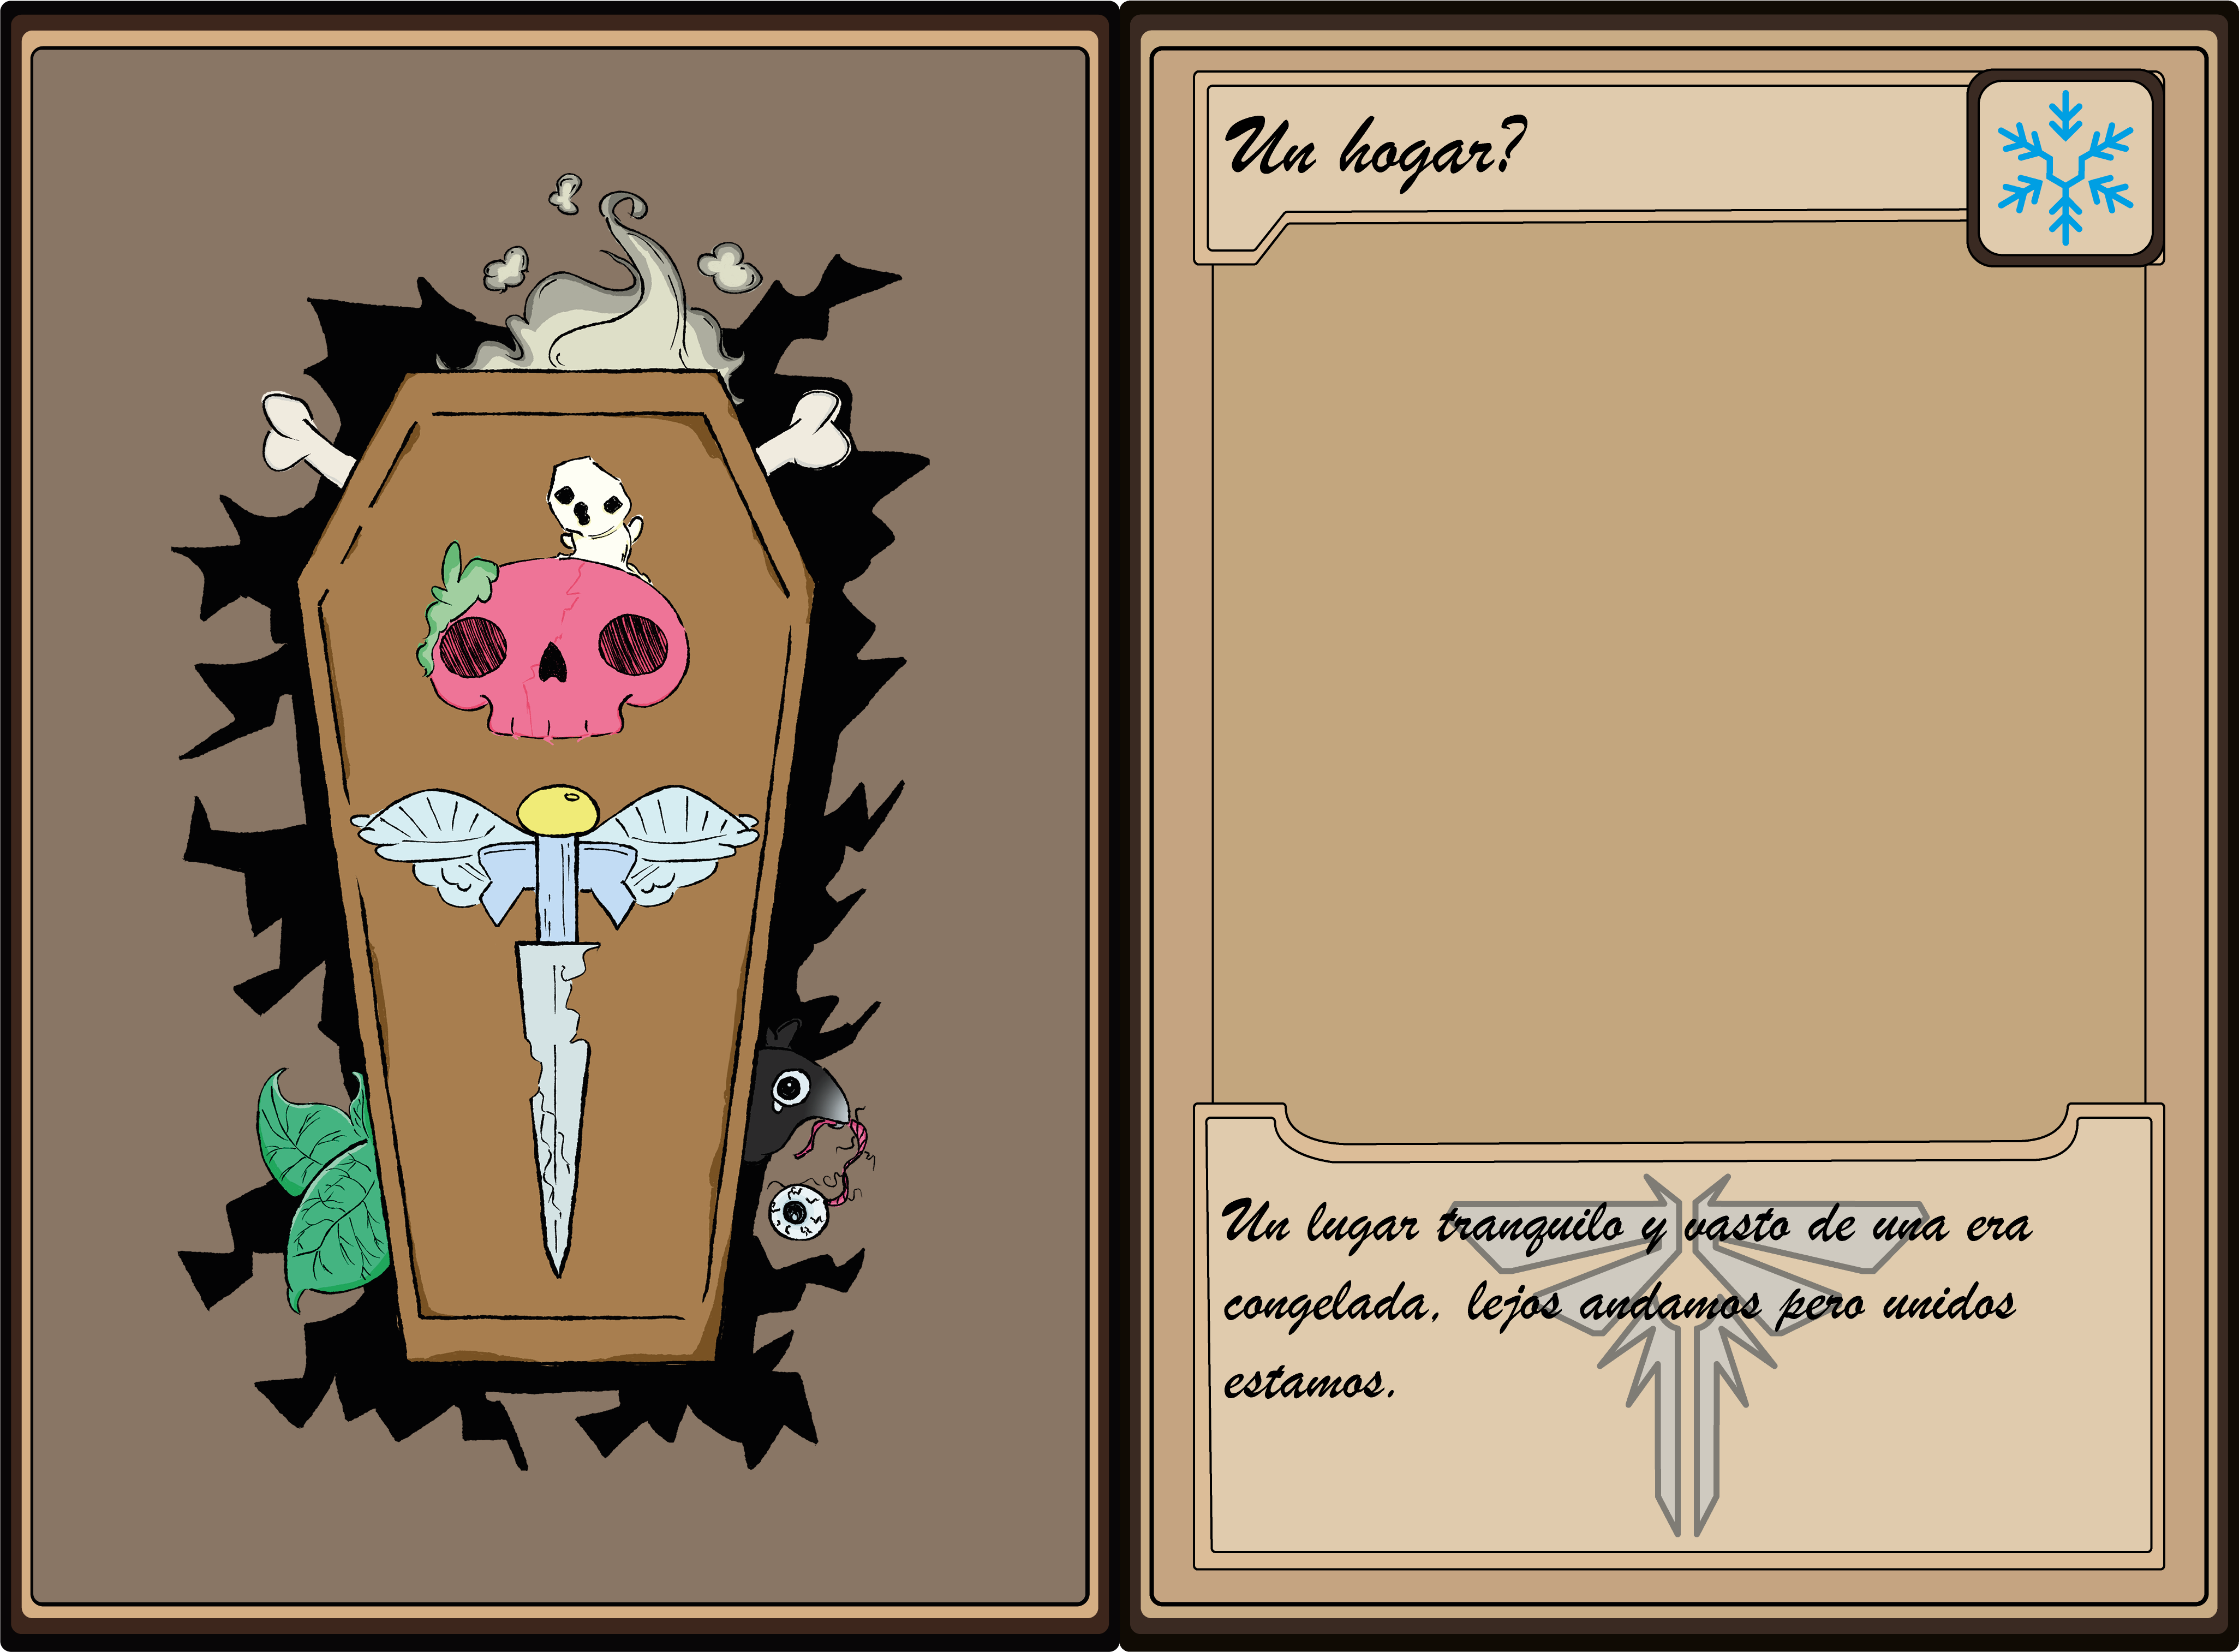 Un hogar?
Un lugar tranquilo y vasto de una era
congelada, lejos andamos pero unidos
estamos.